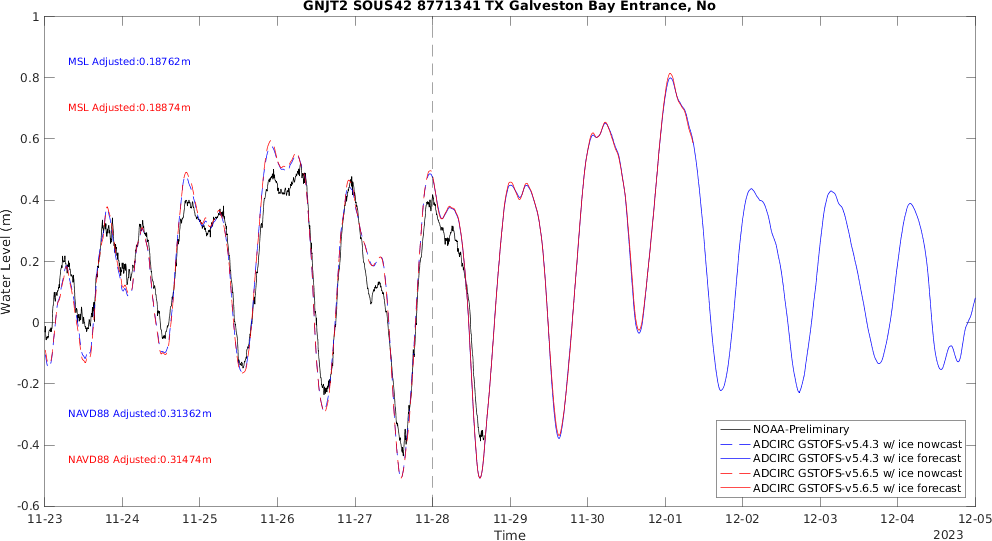 GNJT2 SOUS42 8771341 TX Galveston Bay Entrance, No
Water Level (m)
1
0.8
0.6
0.4
0.2
0
-0.2
-0.4
-0.6
MSL Adjusted:0.18762m
MSL Adjusted:0.18874m
NAVD88 Adjusted:0.31362m
NAVD88 Adjusted:0.31474m
NOAA-Preliminary
ADCIRC GSTOFS-v5.4.3 w/ ice nowcast
ADCIRC GSTOFS-v5.4.3 w/ ice forecast
ADCIRC GSTOFS-v5.6.5 w/ ice nowcast
ADCIRC GSTOFS-v5.6.5 w/ ice forecast
11-23 11-24 11-25 11-26 11-27 11-28 11-29 11-30 12-01 12-02 12-03 12-04 12-05
Time
2023